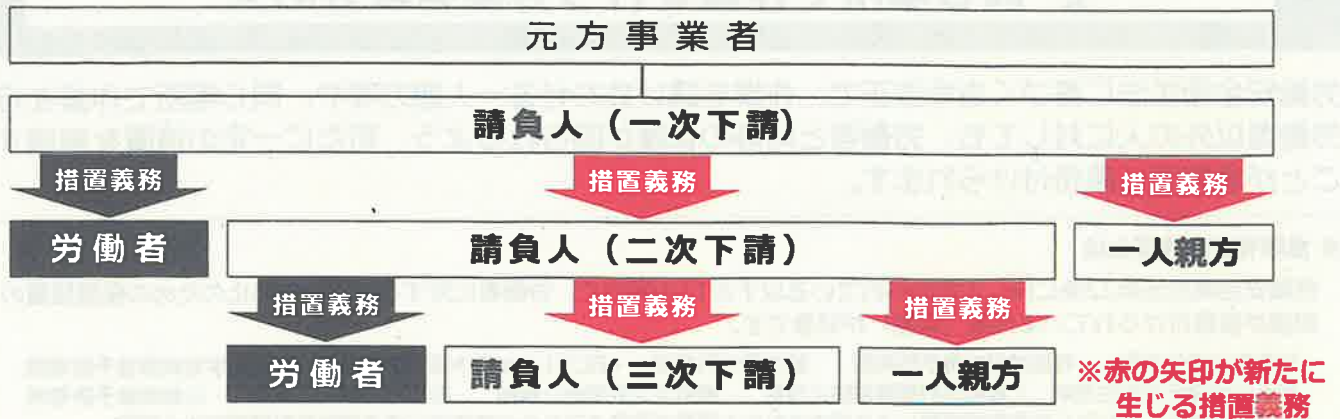 元方事業者
請負人（一次下請）
措置義務 措置義務 措置義務
労働者 請負人（二次下請） 一人親方
措置義務 措置義務 措置義務
労働者 請負人（三次下請） 一人親方
※赤の矢印が新たに
生じる措置義務